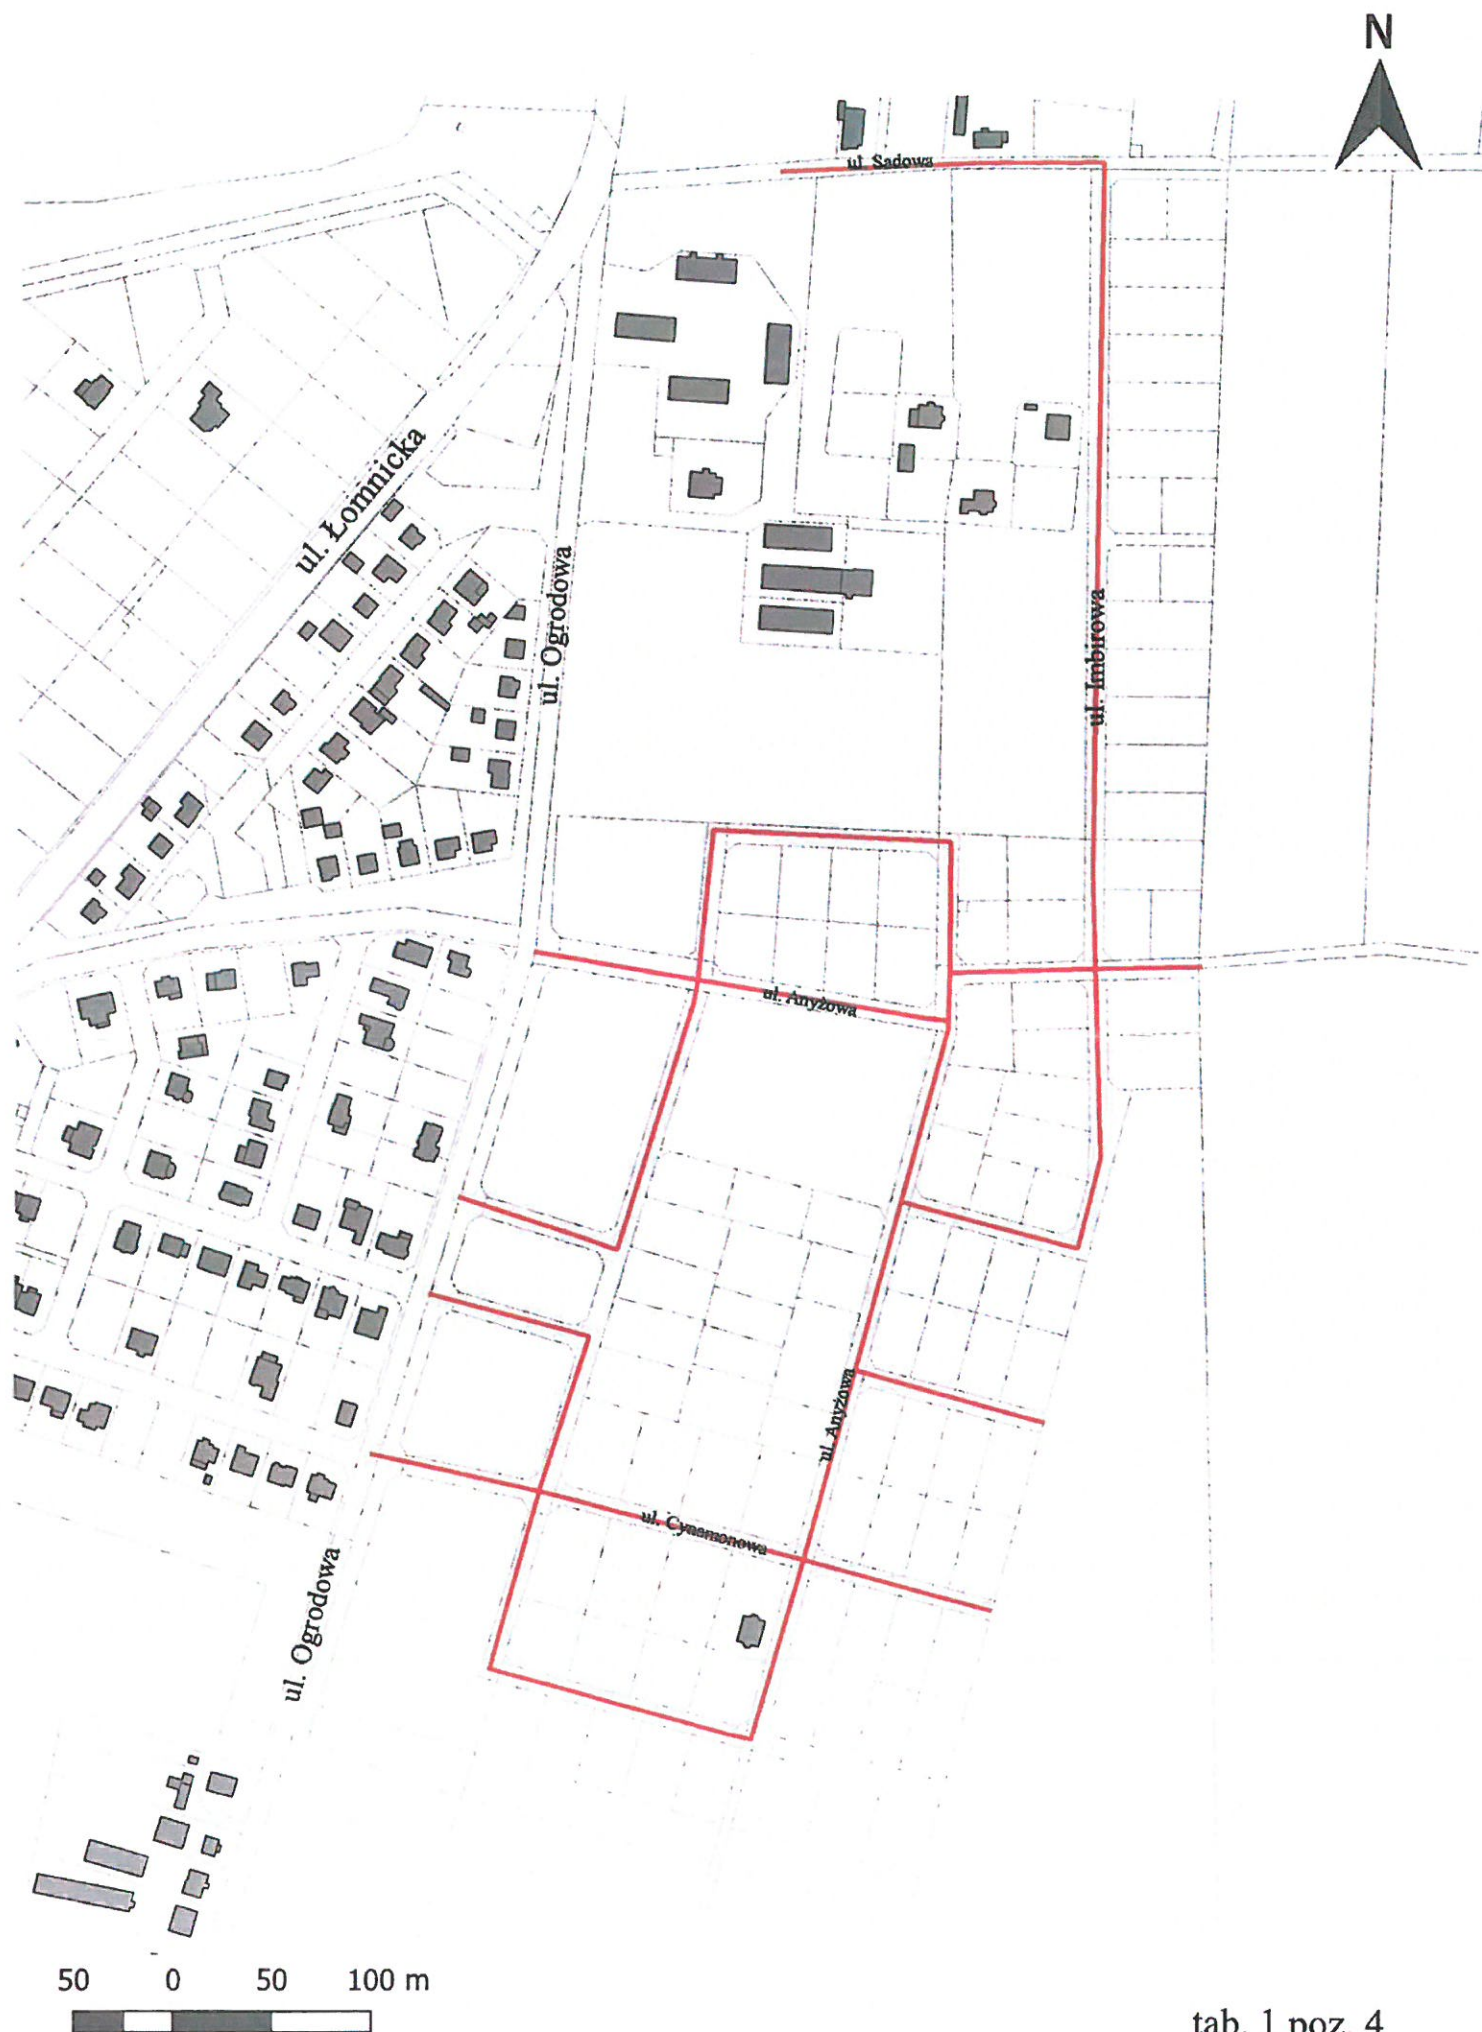 N
ul. Sadowa
ul. Łomnicka
ul. Ogrodowa
ul. Imbirowa
ul. Anyżowa
ul. Anyżowa
ul. Cynamonowa
ul. Ogrodowa
50 0 50 100 m
tab. 1 poz. 4